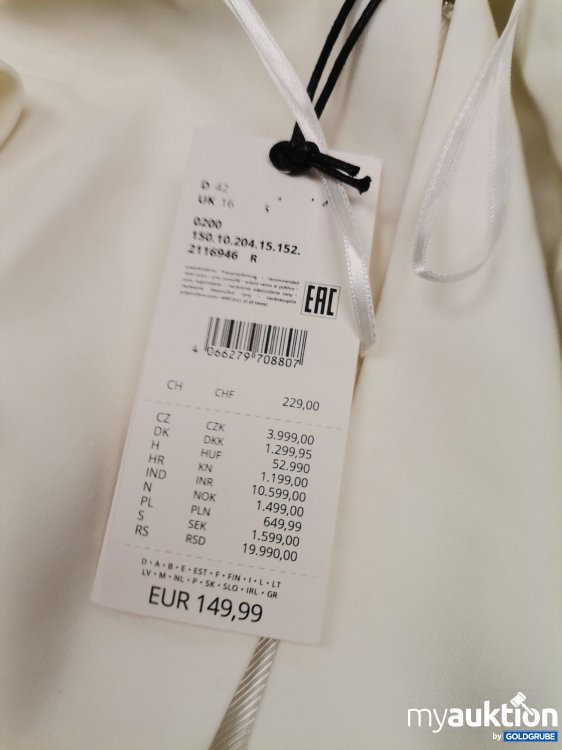 D 42
UK 16
0200
150.10.204.15.152.
2116946 R
EAC
4 066279 708807
CH CHF 229,00
CZ CZK 3.999,00
DK DKK 1.299,95
H HUF 52.990
HR KN 1.199,00
IND INR 10.599,00
N NOK 1.499,00
PL PLN 649,99
S SEK 1.599,00
RS RSD 19.990,00
D • A • B • E • EST • F • FIN • I • L • LT
LV • M • NL • P • SK • SLO • IRL • GR
EUR 149,99
myauktion
by GOLDGRUBE